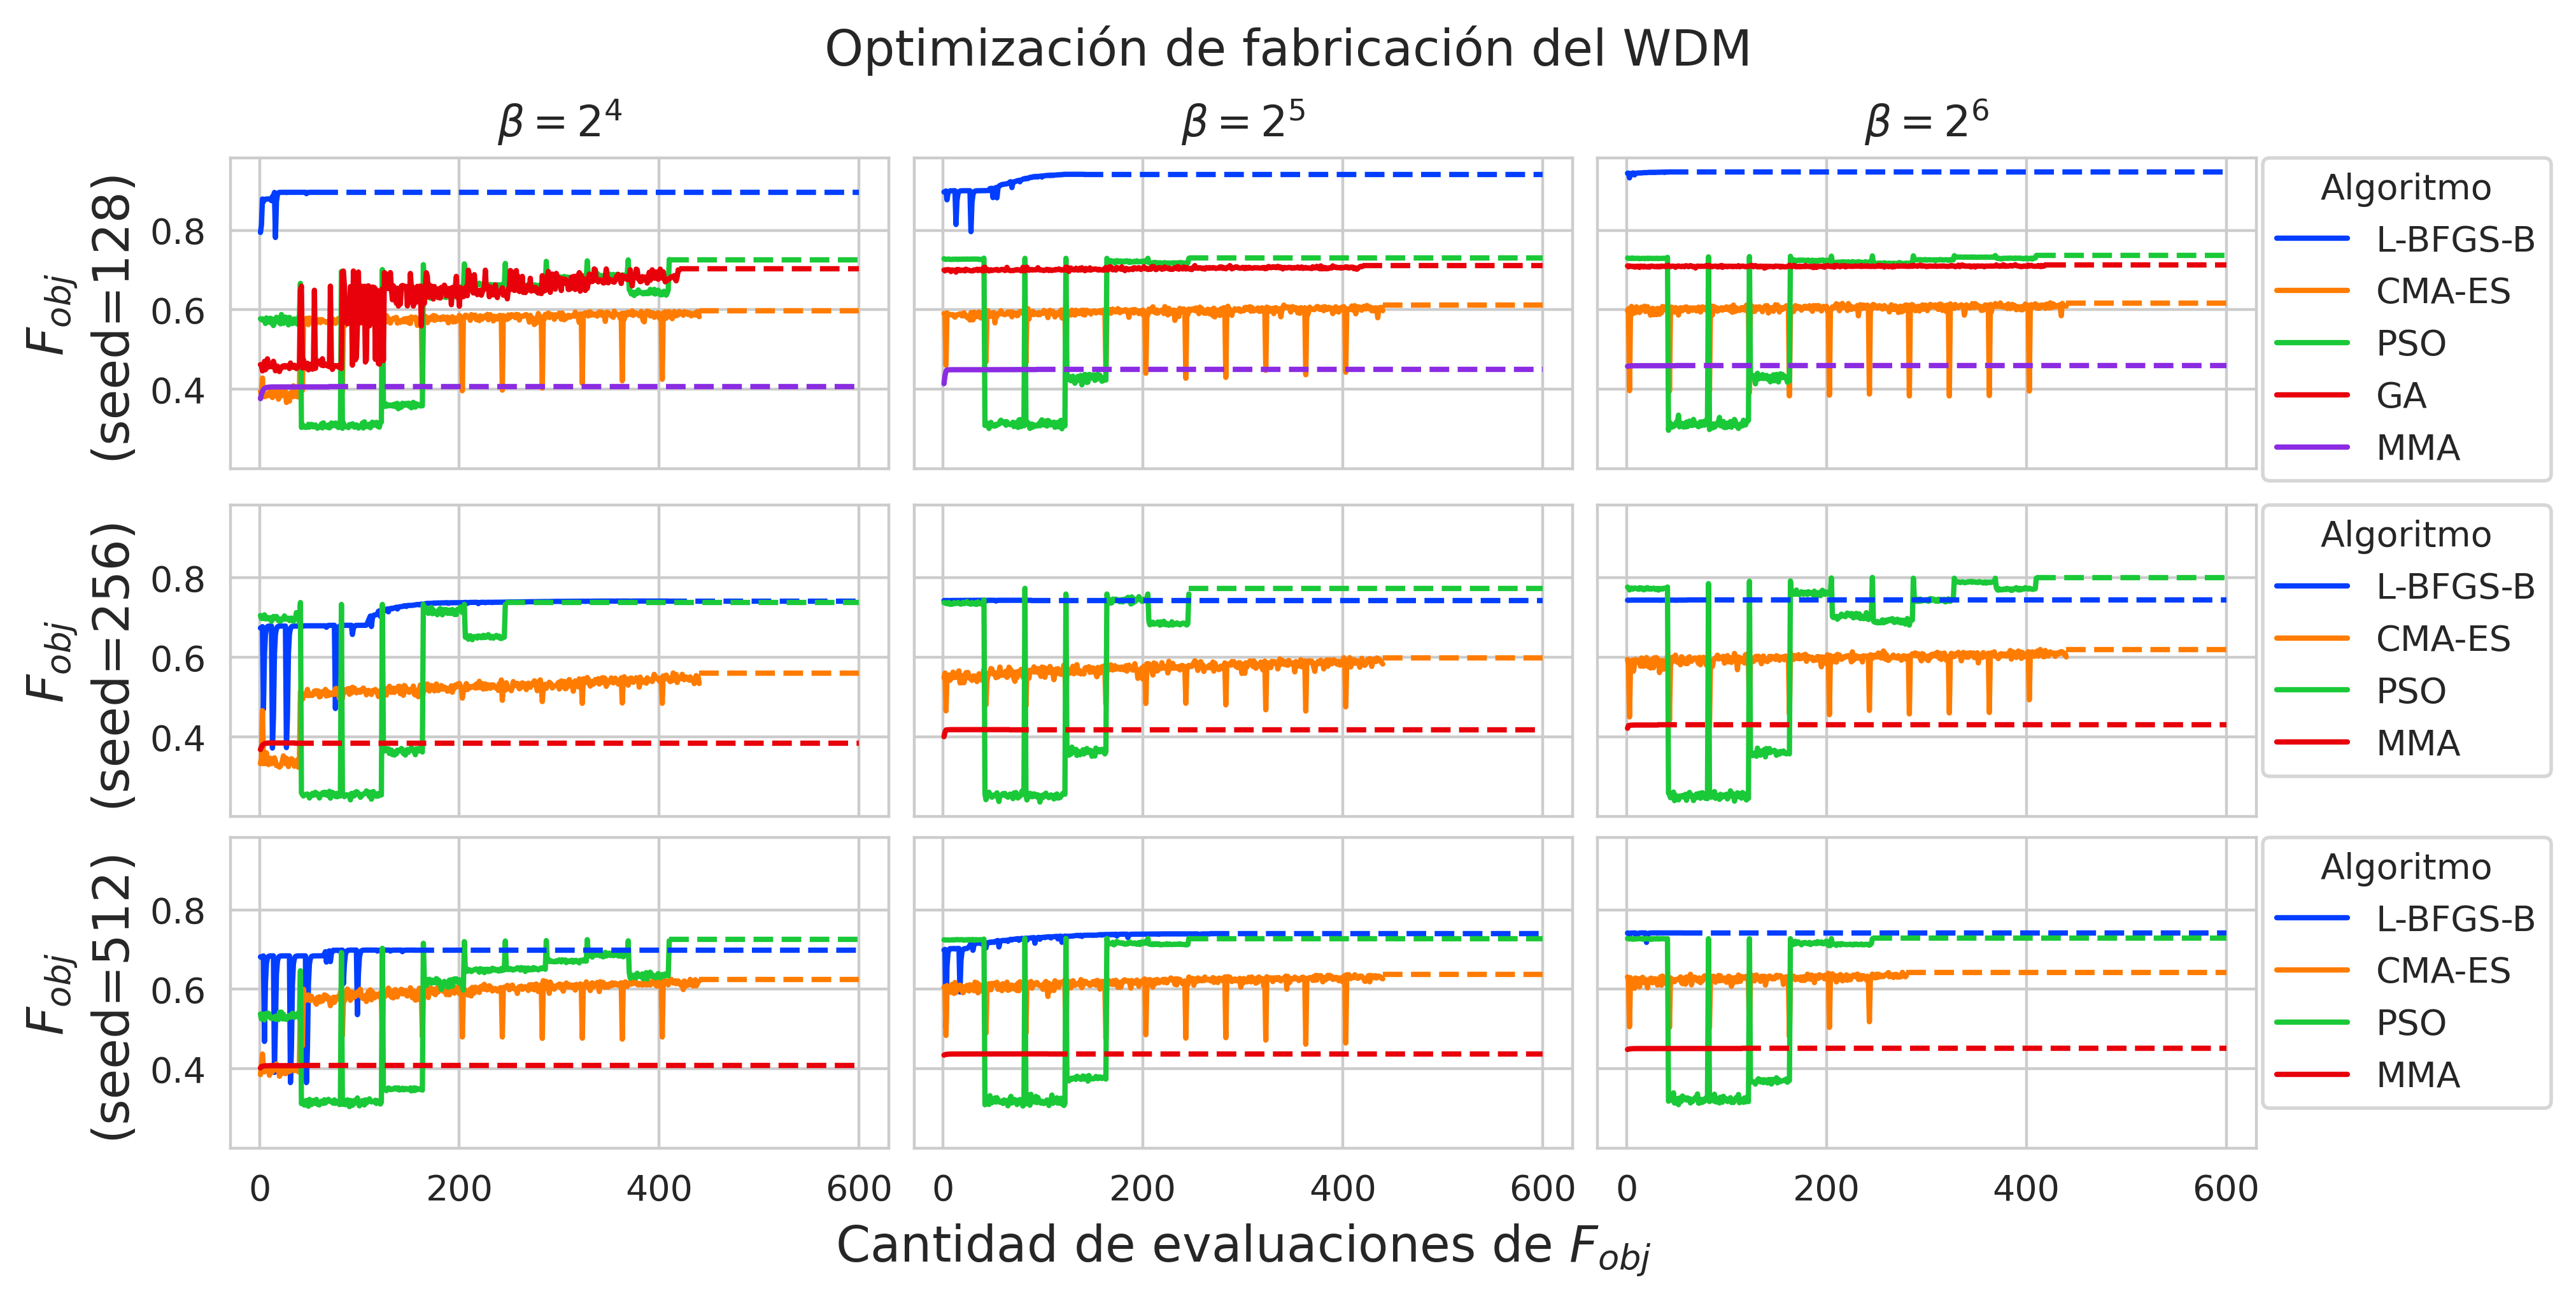 Optimización de fabricación del WDM
β = 2⁴
β = 2⁵
β = 2⁶
F_obj
(seed=128)
0.8
0.6
0.4
Algoritmo
L-BFGS-B
CMA-ES
PSO
GA
MMA
F_obj
(seed=256)
0.8
0.6
0.4
Algoritmo
L-BFGS-B
CMA-ES
PSO
MMA
F_obj
(seed=512)
0.8
0.6
0.4
Algoritmo
L-BFGS-B
CMA-ES
PSO
MMA
0 200 400 600
0 200 400 600
0 200 400 600
Cantidad de evaluaciones de F_obj